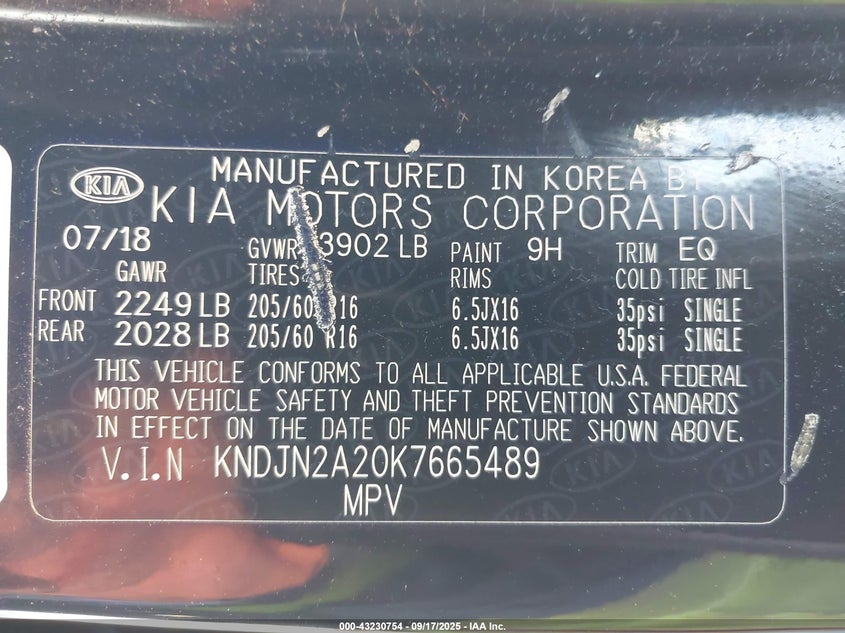 MANUFACTURED IN KOREA BY
KIA KIA MOTORS CORPORATION
07/18 GVWR 3902 LB PAINT 9H TRIM EQ
GAWR TIRES RIMS COLD TIRE INFL
FRONT 2249 LB 205/60 R16 6.5JX16 35psi SINGLE
REAR 2028 LB 205/60 R16 6.5JX16 35psi SINGLE
THIS VEHICLE CONFORMS TO ALL APPLICABLE U.S.A. FEDERAL
MOTOR VEHICLE SAFETY AND THEFT PREVENTION STANDARDS
IN EFFECT ON THE DATE OF MANUFACTURE SHOWN ABOVE.
V.I.N KNDJN2A20K7665489
MPV
000-43230754 - 09/17/2025 - IAA Inc.